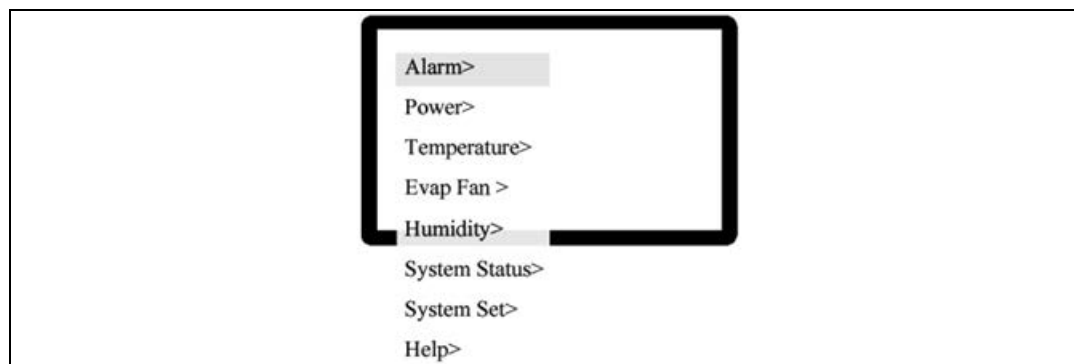 Alarm>
Power>
Temperature>
Evap Fan >
Humidity>
System Status>
System Set>
Help>